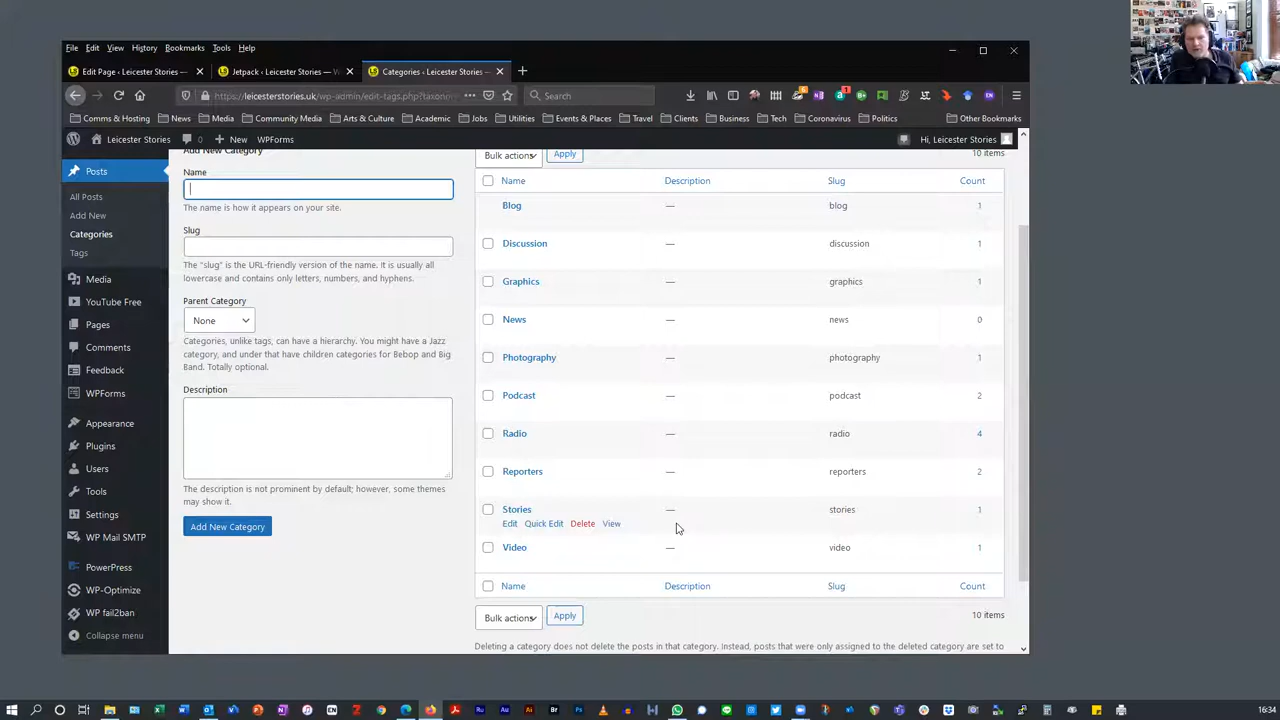 File Edit View History Bookmarks Tools Help
Edit Page ‹ Leicester Stories —
Jetpack ‹ Leicester Stories — W
Categories ‹ Leicester Stories —
https://leicesterstories.uk/wp-admin/edit-tags.php?taxono
Search
Comms & Hosting News Media Community Media Arts & Culture Academic Jobs Utilities Events & Places Travel Clients Business Tech Coronavirus Politics Other Bookmarks
Leicester Stories 0 New WPForms Hi, Leicester Stories
Posts
All Posts
Add New
Categories
Tags
Media
YouTube Free
Pages
Comments
Feedback
WPForms
Appearance
Plugins
Users
Tools
Settings
WP Mail SMTP
PowerPress
WP-Optimize
WP fail2ban
Collapse menu
Add New Category
Name
The name is how it appears on your site.
Slug
The “slug” is the URL-friendly version of the name. It is usually all
lowercase and contains only letters, numbers, and hyphens.
Parent Category
None
Categories, unlike tags, can have a hierarchy. You might have a Jazz
category, and under that have children categories for Bebop and Big
Band. Totally optional.
Description
The description is not prominent by default; however, some themes
may show it.
Add New Category
Bulk actions Apply 10 items
Name Description Slug Count
Blog — blog 1
Discussion — discussion 1
Graphics — graphics 1
News — news 0
Photography — photography 1
Podcast — podcast 2
Radio — radio 4
Reporters — reporters 2
Stories — stories 1
Edit Quick Edit Delete View
Video — video 1
Name Description Slug Count
Bulk actions Apply 10 items
Deleting a category does not delete the posts in that category. Instead, posts that were only assigned to the deleted category are set to
16:34